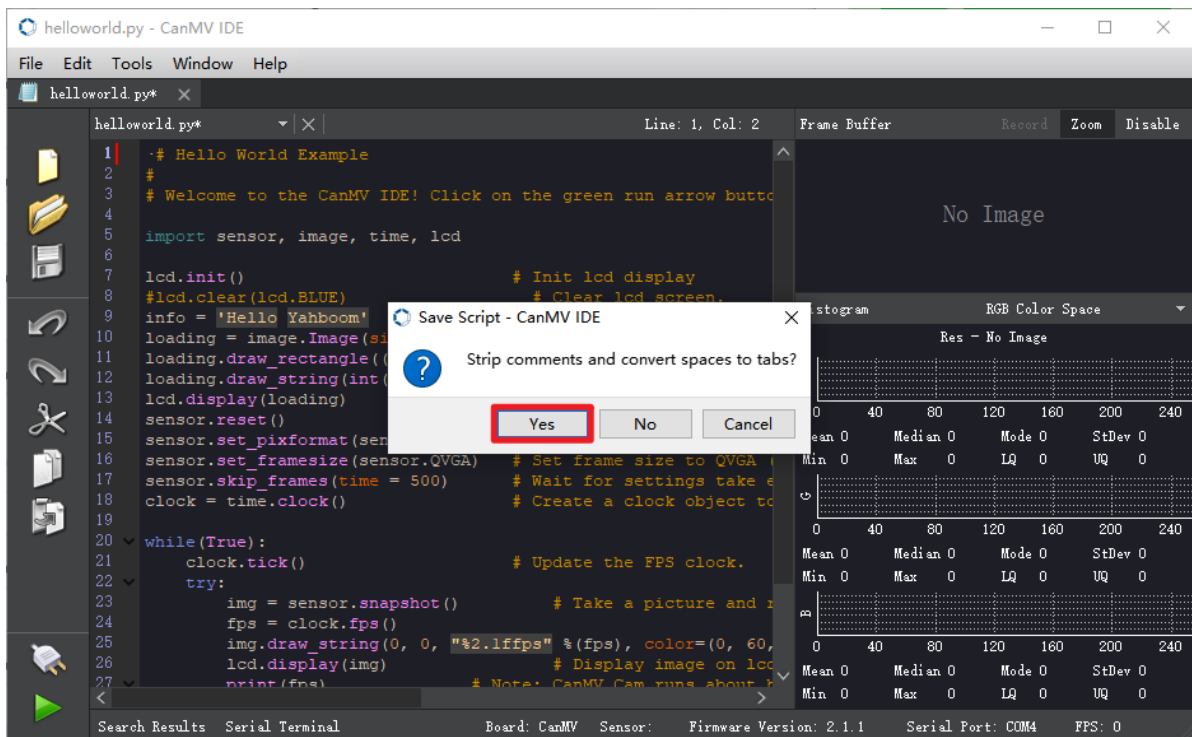 helloworld.py - CanMV IDE
File Edit Tools Window Help
helloworld.py*
helloworld.py* Line: 1, Col: 2 Frame Buffer Record Zoom Disable
1 # Hello World Example
2 #
3 # Welcome to the CanMV IDE! Click on the green run arrow butto
4
5 import sensor, image, time, lcd
6
7 lcd.init() # Init lcd display
8 #lcd.clear(lcd.BLUE) # Clear lcd screen.
9 info = 'Hello Yahboom'
10 loading = image.Image(si
11 loading.draw_rectangle((
12 loading.draw_string(int(
13 lcd.display(loading)
14 sensor.reset()
15 sensor.set_pixformat(sen
16 sensor.set_framesize(sensor.QVGA) # Set frame size to QVGA (
17 sensor.skip_frames(time = 500) # Wait for settings take e
18 clock = time.clock() # Create a clock object to
19
20 while(True):
21 clock.tick() # Update the FPS clock.
22 try:
23 img = sensor.snapshot() # Take a picture and r
24 fps = clock.fps()
25 img.draw_string(0, 0, "%2.1ffps" %(fps), color=(0, 60,
26 lcd.display(img) # Display image on lcd
27 print(fps) # Note: CanMV Cam runs about h
Save Script - CanMV IDE
Strip comments and convert spaces to tabs?
Yes No Cancel
No Image
stogram RGB Color Space
Res - No Image
0 40 80 120 160 200 240
ean 0 Median 0 Mode 0 StDev 0
Min 0 Max 0 LQ 0 UQ 0
G
0 40 80 120 160 200 240
Mean 0 Median 0 Mode 0 StDev 0
Min 0 Max 0 LQ 0 UQ 0
B
0 40 80 120 160 200 240
Mean 0 Median 0 Mode 0 StDev 0
Min 0 Max 0 LQ 0 UQ 0
Search Results Serial Terminal Board: CanMV Sensor: Firmware Version: 2.1.1 Serial Port: COM4 FPS: 0